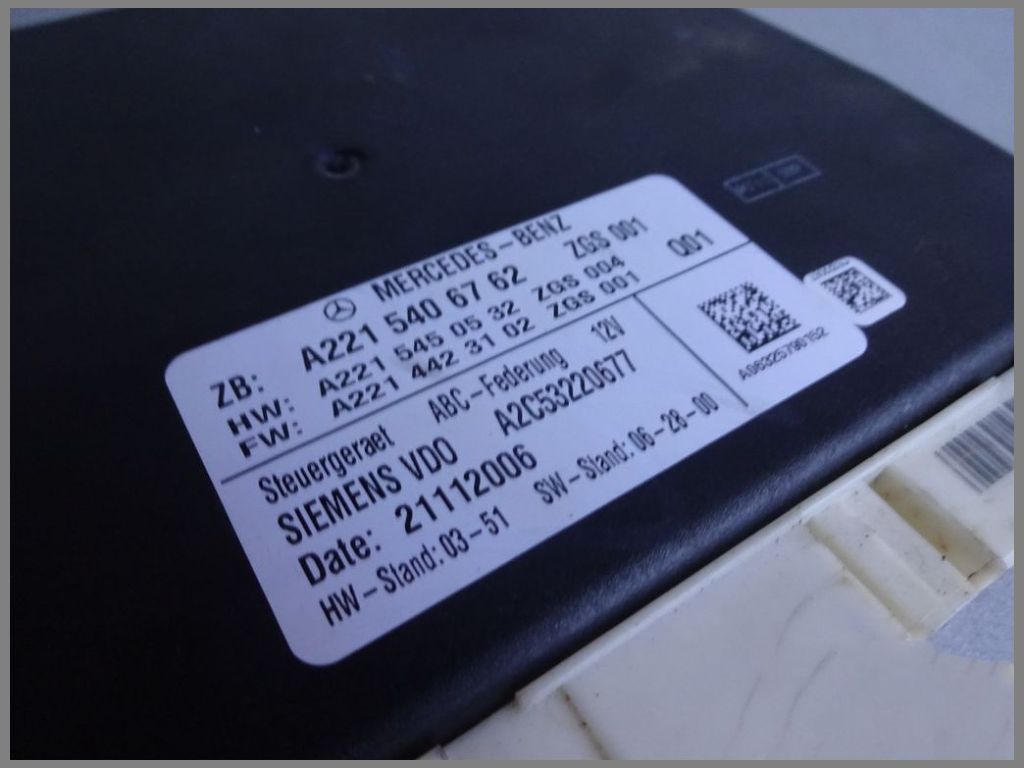 MERCEDES-BENZ
ZB: A221 540 67 62 ZGS 001
HW: A221 545 05 32 ZGS 004 Q01
FW: A221 442 31 02 ZGS 001
Steuergeraet ABC-Federung 12V
SIEMENS VDO A2C53220677
Date: 21112006
HW-Stand: 03-51 SW-Stand: 06-28-00
A96325790152